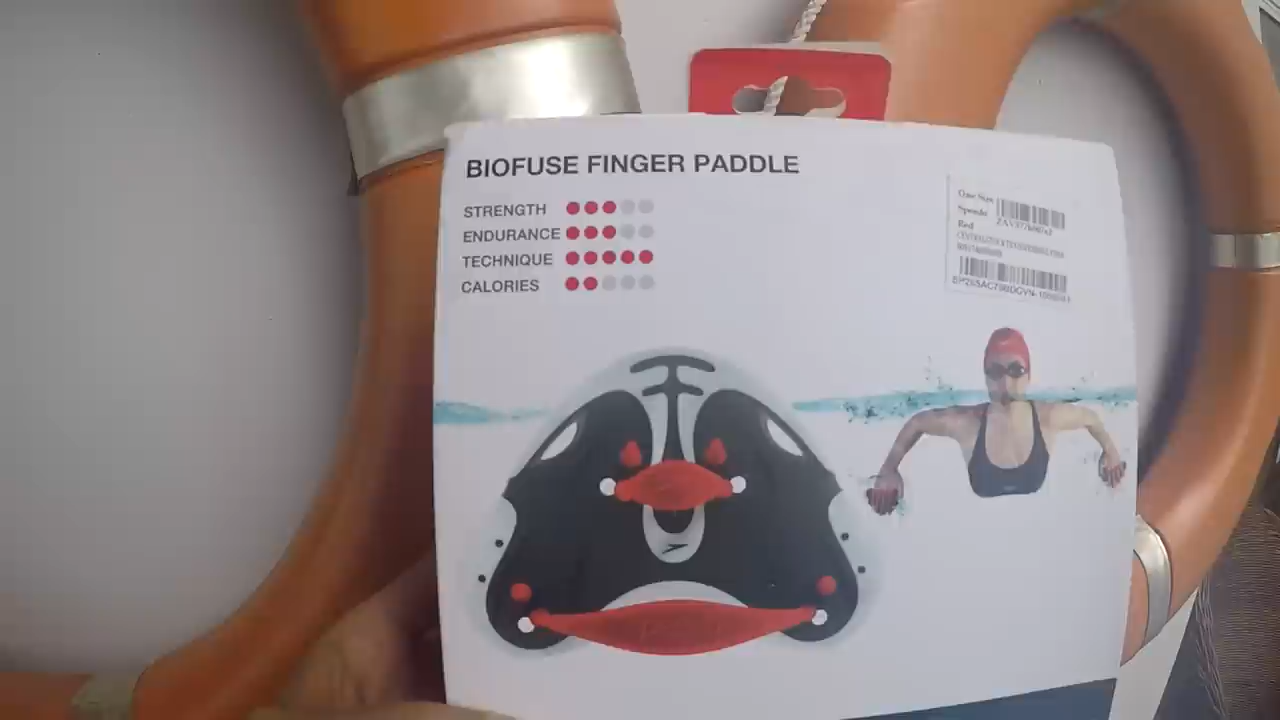 BIOFUSE FINGER PADDLE
STRENGTH
ENDURANCE
TECHNIQUE
CALORIES
One Size
Speedo
Red